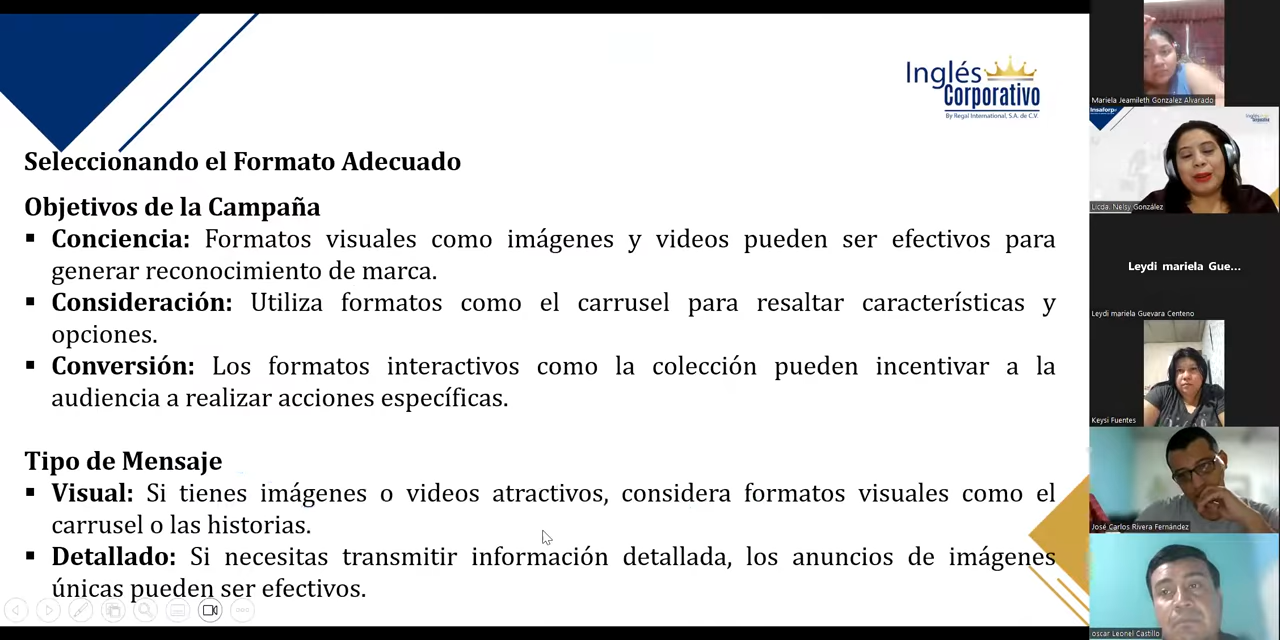 Inglés
Corporativo
By Regal International, S.A. de C.V.
Seleccionando el Formato Adecuado
Objetivos de la Campaña
▪ Conciencia: Formatos visuales como imágenes y videos pueden ser efectivos para
generar reconocimiento de marca.
▪ Consideración: Utiliza formatos como el carrusel para resaltar características y
opciones.
▪ Conversión: Los formatos interactivos como la colección pueden incentivar a la
audiencia a realizar acciones específicas.
Tipo de Mensaje
▪ Visual: Si tienes imágenes o videos atractivos, considera formatos visuales como el
carrusel o las historias.
▪ Detallado: Si necesitas transmitir información detallada, los anuncios de imágenes
únicas pueden ser efectivos.
Mariela Jeamileth Gonzalez Alvarado
Insaforp
Licda. Nelsy González
Leydi mariela Gue...
Leydi mariela Guevara Centeno
Keysi Fuentes
José Carlos Rivera Fernández
oscar Leonel Castillo